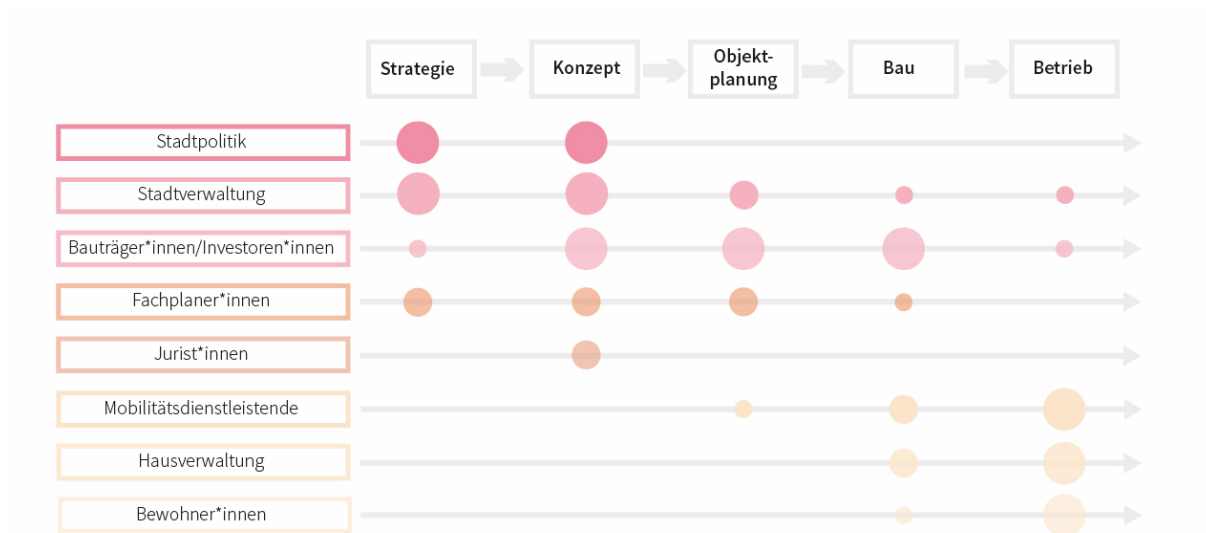 Strategie
Konzept
Objekt-
planung
Bau
Betrieb
Stadtpolitik
Stadtverwaltung
Bauträger*innen/Investoren*innen
Fachplaner*innen
Jurist*innen
Mobilitätsdienstleistende
Hausverwaltung
Bewohner*innen